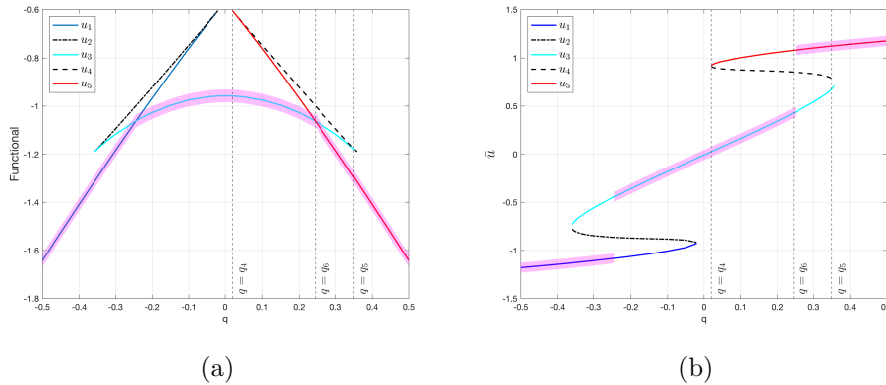 -0.6
-0.8
-1
-1.2
-1.4
-1.6
-1.8
Functional
-0.5 -0.4 -0.3 -0.2 -0.1 0 0.1 0.2 0.3 0.4 0.5
q
u₁
u₂
u₃
u₄
u₅
q = q₄
q = q₆
q = q₅
(a)
1.5
1
0.5
0
-0.5
-1
-1.5
ū
-0.5 -0.4 -0.3 -0.2 -0.1 0 0.1 0.2 0.3 0.4 0.5
q
u₁
u₂
u₃
u₄
u₅
q = q₄
q = q₆
q = q₅
(b)